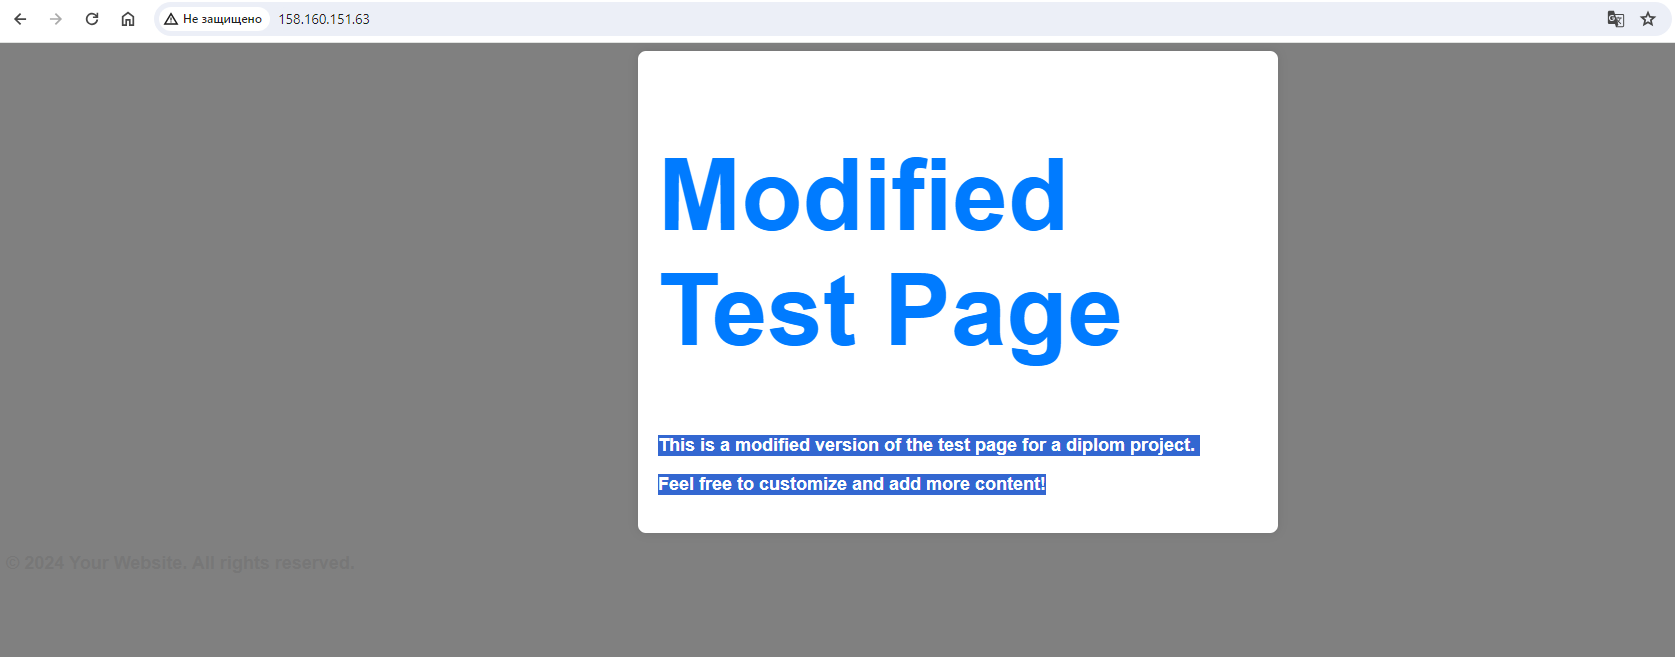 Не защищено 158.160.151.63
Modified
Test Page
This is a modified version of the test page for a diplom project.
Feel free to customize and add more content!
© 2024 Your Website. All rights reserved.